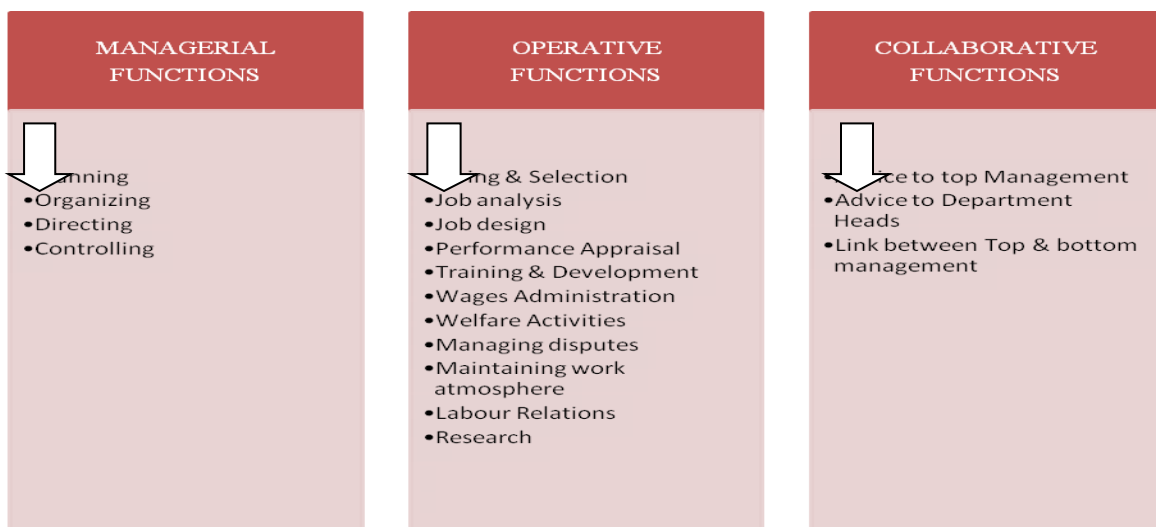 MANAGERIAL
FUNCTIONS
•Organizing
•Directing
•Controlling
OPERATIVE
FUNCTIONS
& Selection
•Job analysis
•Job design
•Performance Appraisal
•Training & Development
•Wages Administration
•Welfare Activities
•Managing disputes
•Maintaining work
atmosphere
•Labour Relations
•Research
COLLABORATIVE
FUNCTIONS
to top Management
•Advice to Department
Heads
•Link between Top & bottom
management